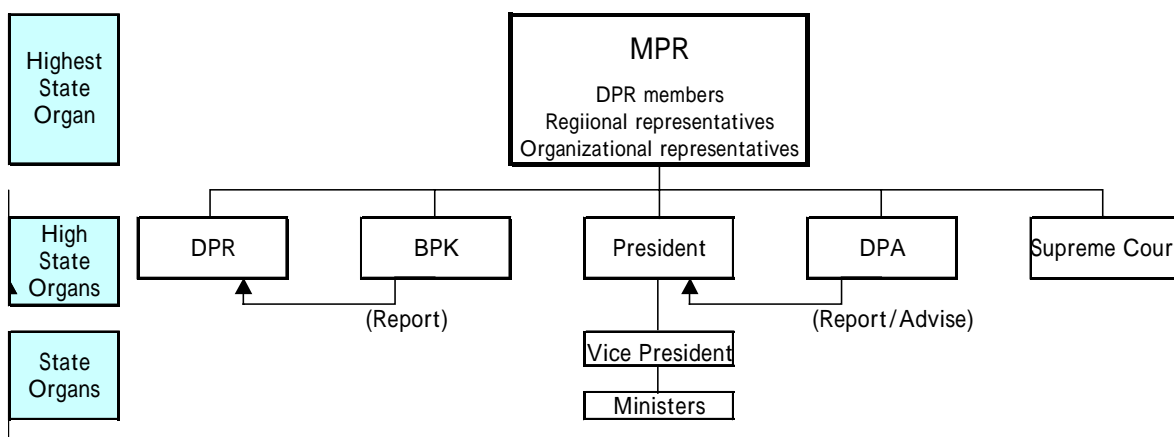 Highest
State
Organ
MPR
DPR members
Regiional representatives
Organizational representatives
High
State
Organs
DPR
BPK
President
DPA
Supreme Cour
(Report)
(Report/Advise)
State
Organs
Vice President
Ministers